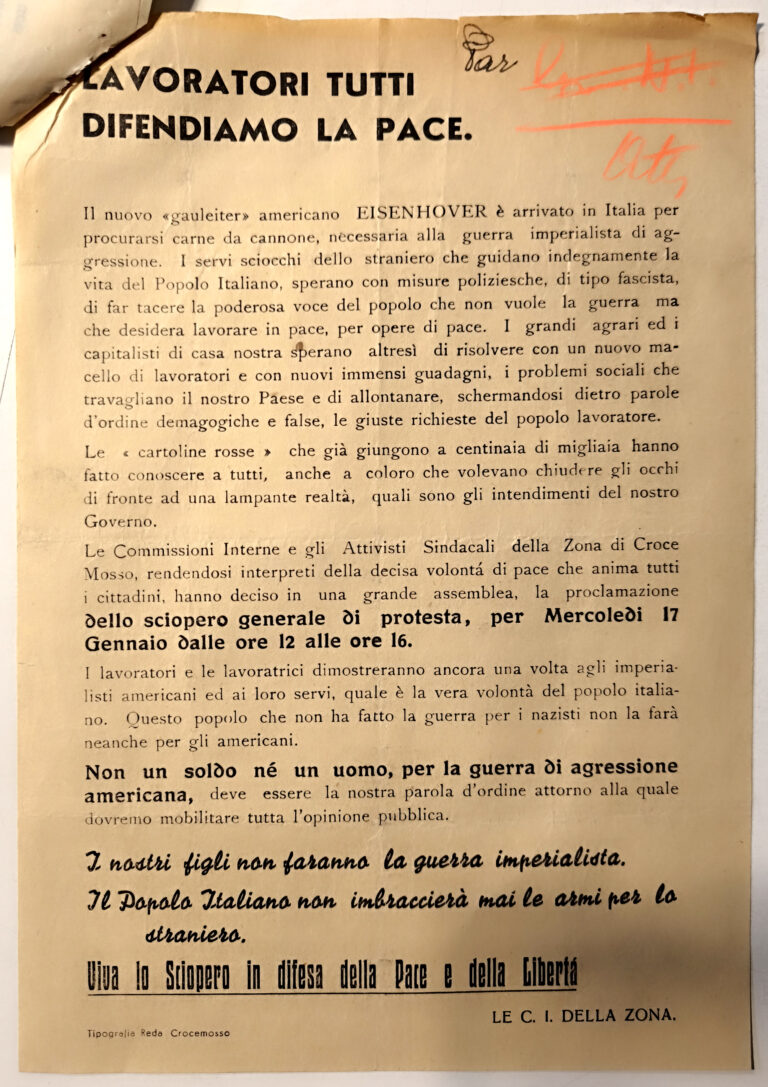 Par
LAVORATORI TUTTI
DIFENDIAMO LA PACE.
Il nuovo «gauleiter» americano EISENHOVER è arrivato in Italia per
procurarsi carne da cannone, necessaria alla guerra imperialista di ag-
gressione. I servi sciocchi dello straniero che guidano indegnamente la
vita del Popolo Italiano, sperano con misure poliziesche, di tipo fascista,
di far tacere la poderosa voce del popolo che non vuole la guerra ma
che desidera lavorare in pace, per opere di pace. I grandi agrari ed i
capitalisti di casa nostra sperano altresì di risolvere con un nuovo ma-
cello di lavoratori e con nuovi immensi guadagni, i problemi sociali che
travagliano il nostro Paese e di allontanare, schermandosi dietro parole
d'ordine demagogiche e false, le giuste richieste del popolo lavoratore.
Le « cartoline rosse » che già giungono a centinaia di migliaia hanno
fatto conoscere a tutti, anche a coloro che volevano chiudere gli occhi
di fronte ad una lampante realtà, quali sono gli intendimenti del nostro
Governo.
Le Commissioni Interne e gli Attivisti Sindacali della Zona di Croce
Mosso, rendendosi interpreti della decisa volontá di pace che anima tutti
i cittadini, hanno deciso in una grande assemblea, la proclamazione
dello sciopero generale di protesta, per Mercoledì 17
Gennaio dalle ore 12 alle ore 16.
I lavoratori e le lavoratrici dimostreranno ancora una volta agli imperia-
listi americani ed ai loro servi, quale è la vera volontà del popolo italia-
no. Questo popolo che non ha fatto la guerra per i nazisti non la farà
neanche per gli americani.
Non un soldo né un uomo, per la guerra di agressione
americana, deve essere la nostra parola d'ordine attorno alla quale
dovremo mobilitare tutta l'opinione pubblica.
I nostri figli non faranno la guerra imperialista.
Il Popolo Italiano non imbraccierà mai le armi per lo
straniero.
Viva lo Sciopero in difesa della Pace e della Libertá
LE C. I. DELLA ZONA.
Tipografia Reda Crocemosso